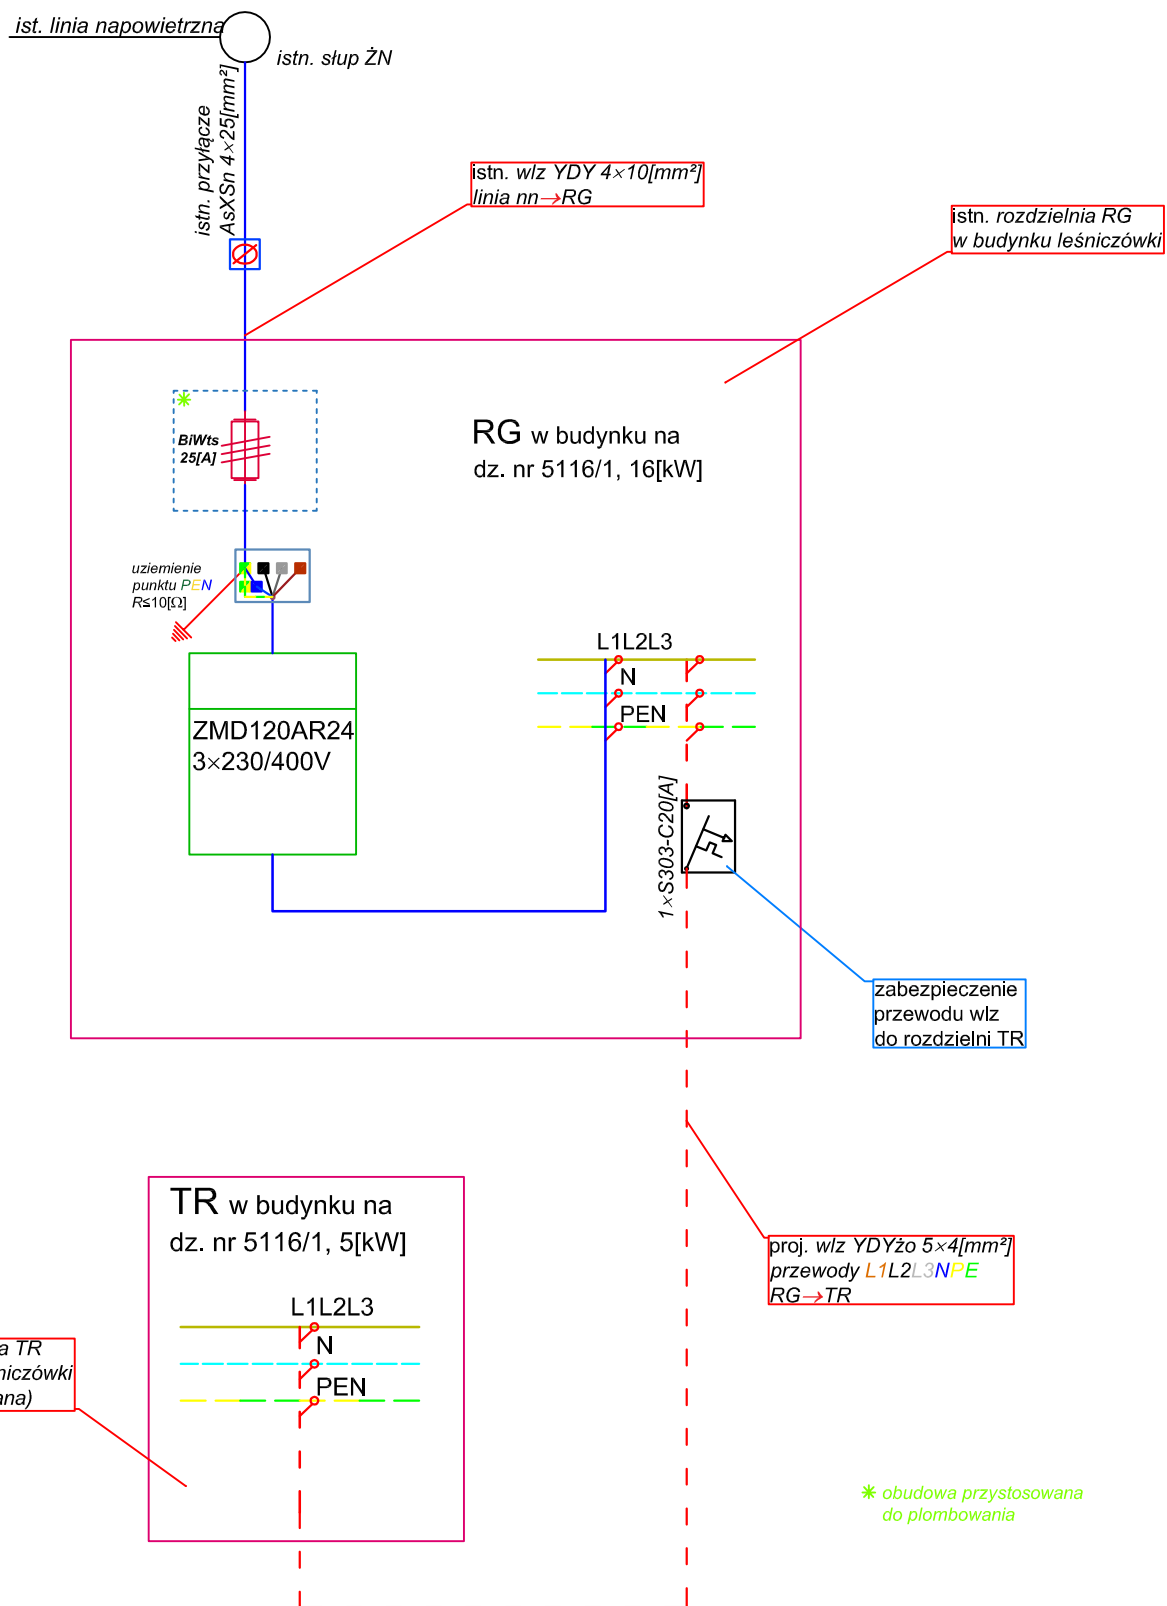 ist. linia napowietrzna
istn. słup ŻN
istn. przyłącze
AsXSn 4×25[mm²]
istn. wlz YDY 4×10[mm²]
linia nn→RG
istn. rozdzielnia RG
w budynku leśniczówki
BiWts
25[A]
RG w budynku na
dz. nr 5116/1, 16[kW]
uziemienie
punktu PEN
R≤10[Ω]
L1L2L3
N
PEN
ZMD120AR24
3×230/400V
1×S303-C20[A]
zabezpieczenie
przewodu wlz
do rozdzielni TR
TR w budynku na
dz. nr 5116/1, 5[kW]
proj. wlz YDYżo 5×4[mm²]
przewody L1L2L3NPE
RG→TR
L1L2L3
N
PEN
a TR
niczówki
ana)
* obudowa przystosowana
do plombowania